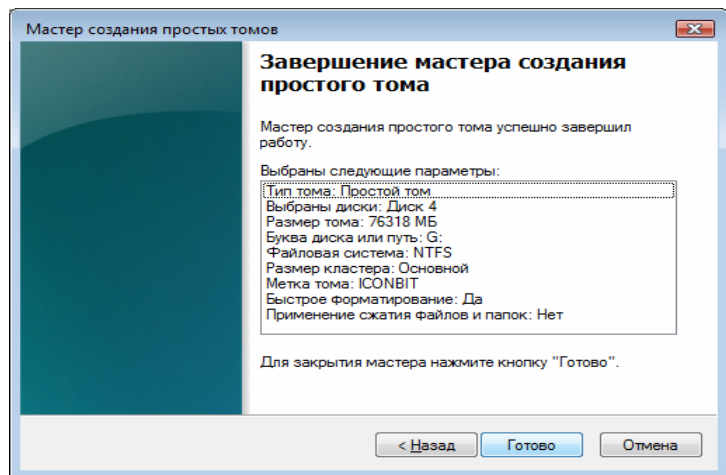 Мастер создания простых томов
Завершение мастера создания
простого тома
Мастер создания простого тома успешно завершил
работу.
Выбраны следующие параметры:
Тип тома: Простой том
Выбраны диски: Диск 4
Размер тома: 76318 МБ
Буква диска или путь: G:
Файловая система: NTFS
Размер кластера: Основной
Метка тома: ICONBIT
Быстрое форматирование: Да
Применение сжатия файлов и папок: Нет
Для закрытия мастера нажмите кнопку "Готово".
< Назад Готово Отмена